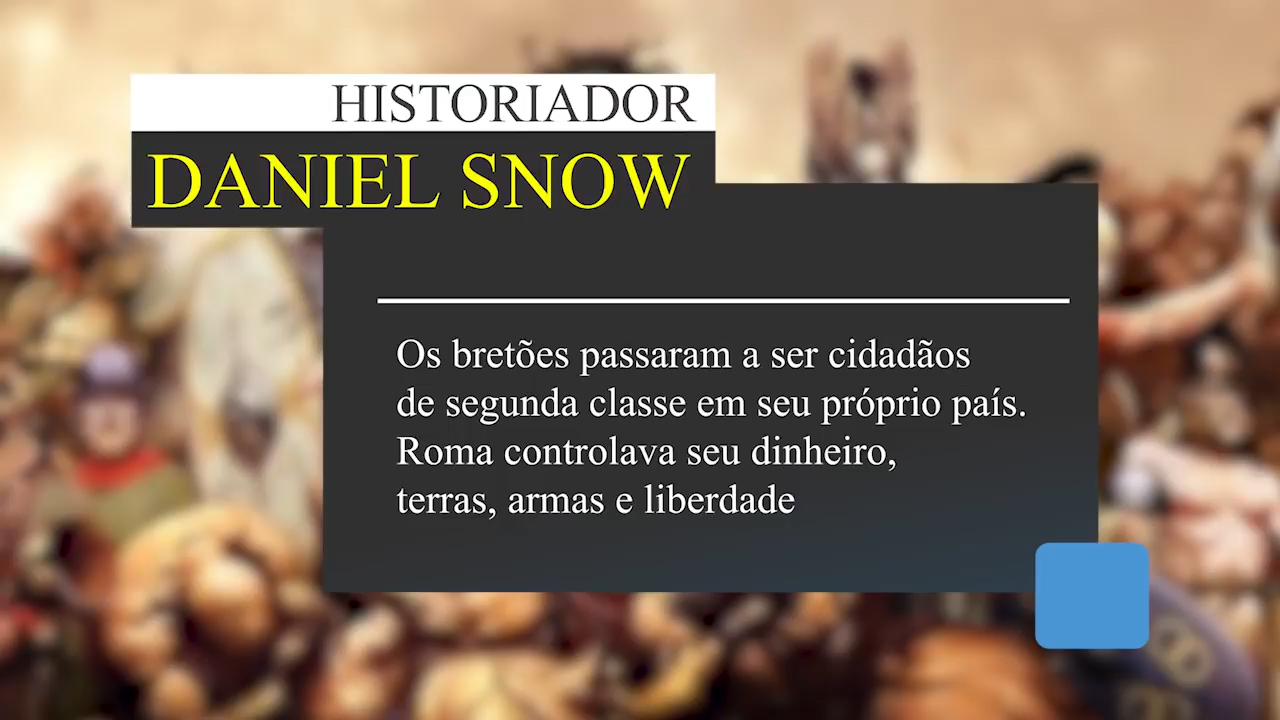 HISTORIADOR
DANIEL SNOW
Os bretões passaram a ser cidadãos
de segunda classe em seu próprio país.
Roma controlava seu dinheiro,
terras, armas e liberdade